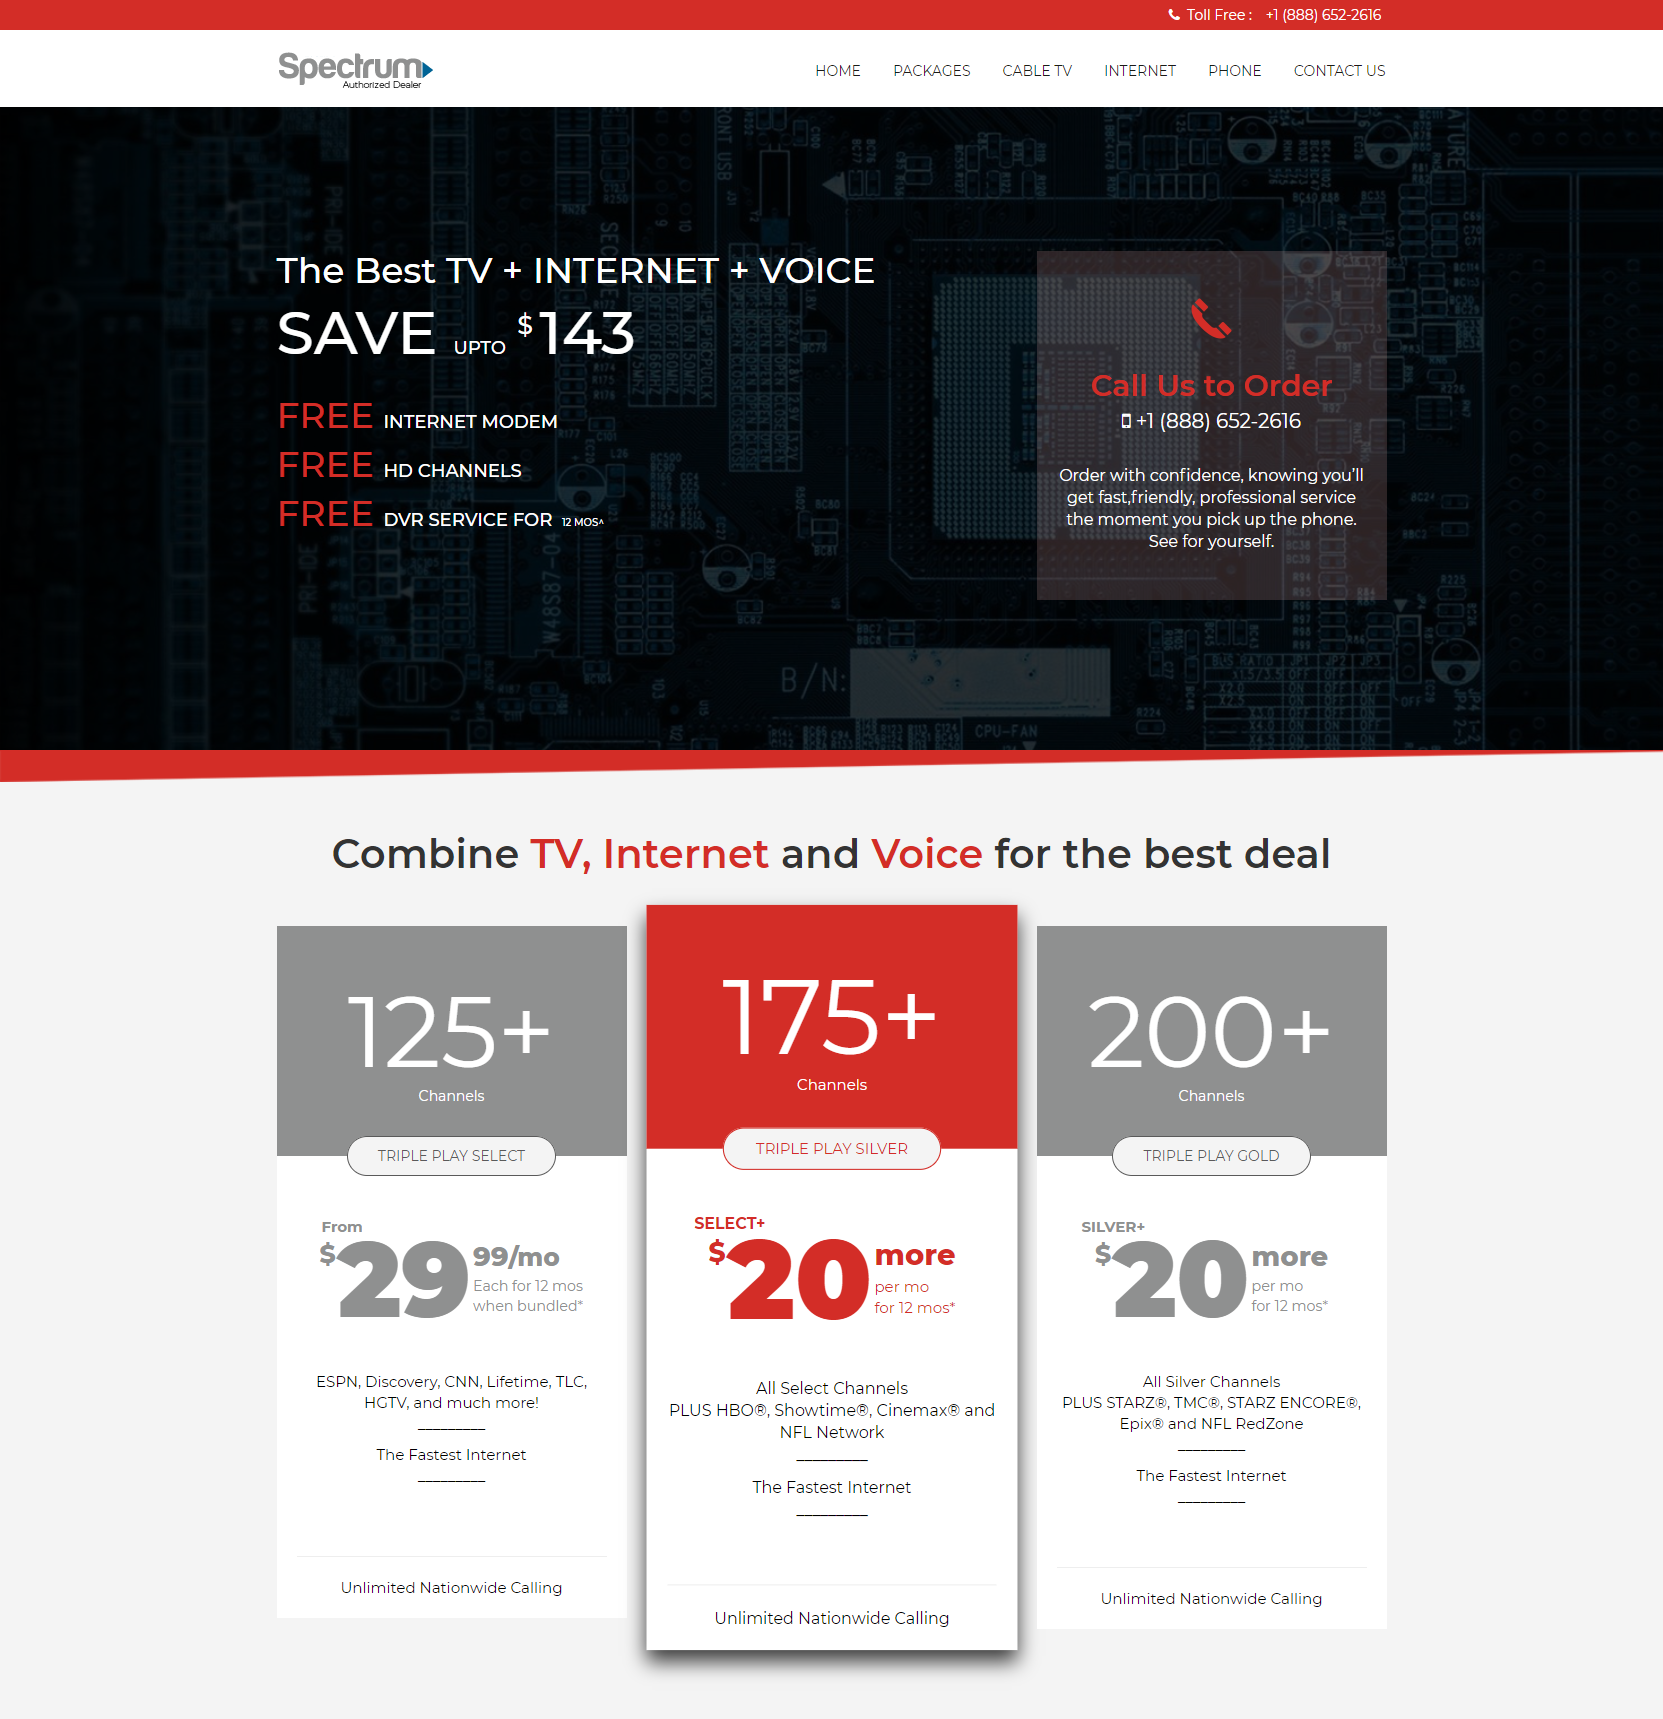 Toll Free : +1 (888) 652-2616
Spectrum
Authorized Dealer
HOME PACKAGES CABLE TV INTERNET PHONE CONTACT US
The Best TV + INTERNET + VOICE
SAVE UPTO $143
FREE INTERNET MODEM
FREE HD CHANNELS
FREE DVR SERVICE FOR 12 MOS^
Call Us to Order
+1 (888) 652-2616
Order with confidence, knowing you'll
get fast,friendly, professional service
the moment you pick up the phone.
See for yourself.
B/N:
CPU-FAN
Combine TV, Internet and Voice for the best deal
125+
Channels
TRIPLE PLAY SELECT
From
$29 99/mo
Each for 12 mos
when bundled*
ESPN, Discovery, CNN, Lifetime, TLC,
HGTV, and much more!
_________
The Fastest Internet
_________
Unlimited Nationwide Calling
175+
Channels
TRIPLE PLAY SILVER
SELECT+
$20 more
per mo
for 12 mos*
All Select Channels
PLUS HBO®, Showtime®, Cinemax® and
NFL Network
_________
The Fastest Internet
_________
Unlimited Nationwide Calling
200+
Channels
TRIPLE PLAY GOLD
SILVER+
$20 more
per mo
for 12 mos*
All Silver Channels
PLUS STARZ®, TMC®, STARZ ENCORE®,
Epix® and NFL RedZone
_________
The Fastest Internet
_________
Unlimited Nationwide Calling